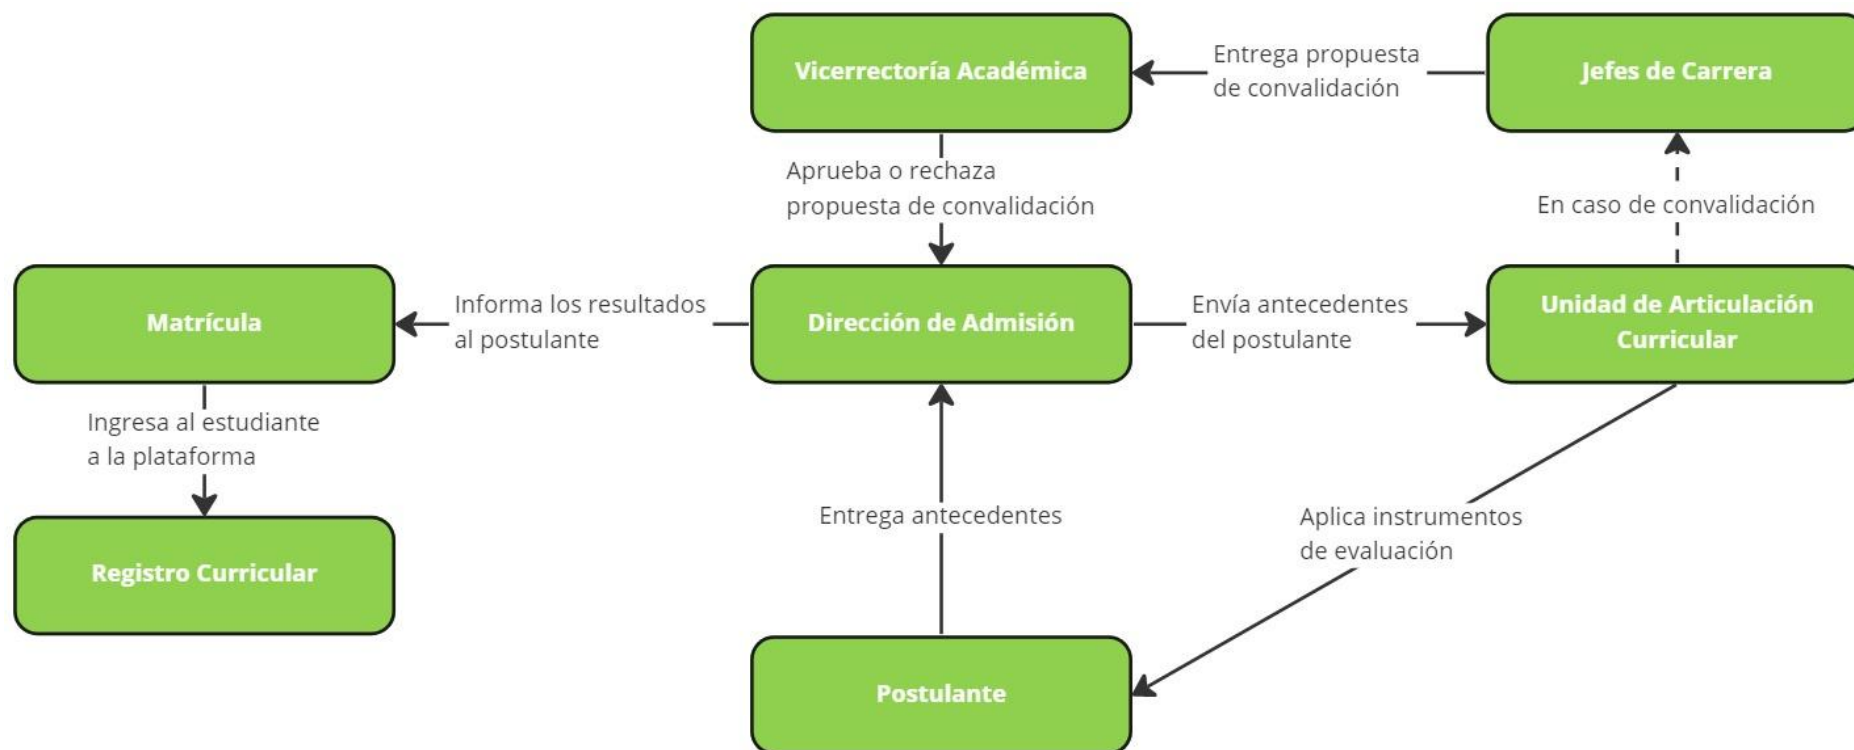 Vicerrectoría Académica
Entrega propuesta
de convalidación
Jefes de Carrera
Aprueba o rechaza
propuesta de convalidación
En caso de convalidación
Matrícula
Informa los resultados
al postulante
Dirección de Admisión
Envía antecedentes
del postulante
Unidad de Articulación
Curricular
Ingresa al estudiante
a la plataforma
Entrega antecedentes
Aplica instrumentos
de evaluación
Registro Curricular
Postulante